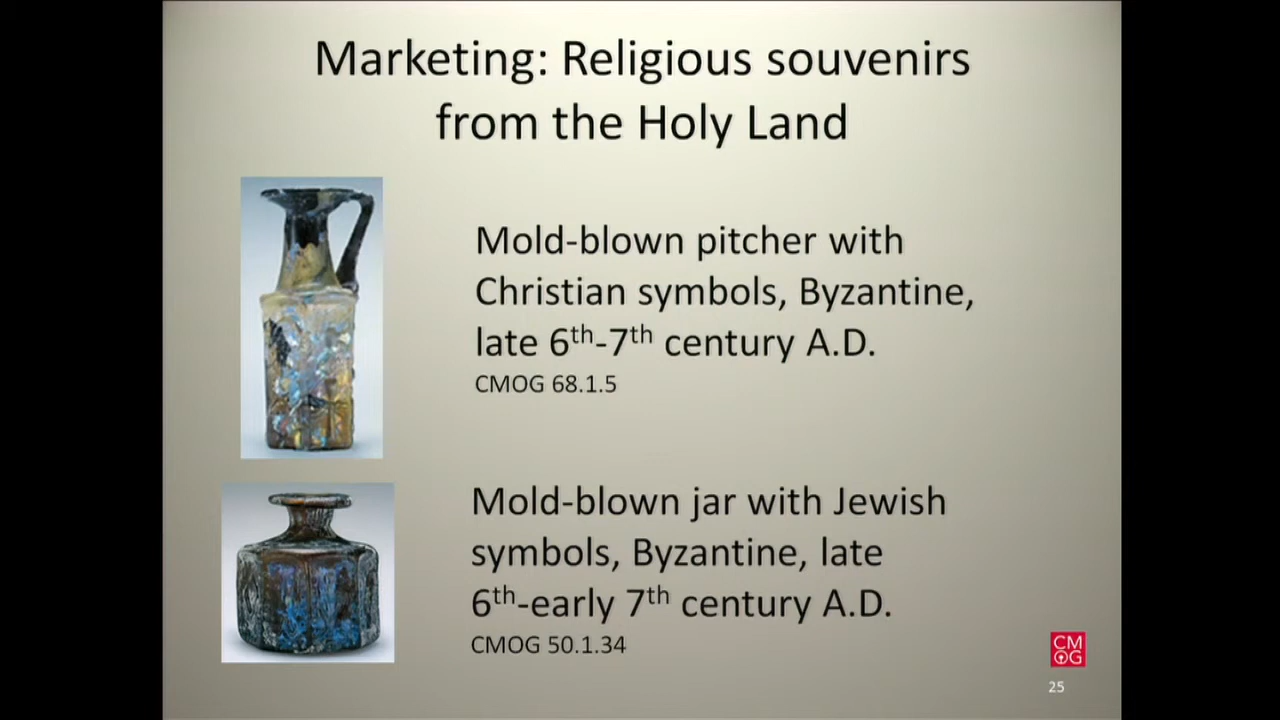 Marketing: Religious souvenirs
from the Holy Land
Mold-blown pitcher with
Christian symbols, Byzantine,
late 6th-7th century A.D.
CMOG 68.1.5
Mold-blown jar with Jewish
symbols, Byzantine, late
6th-early 7th century A.D.
CMOG 50.1.34
CM
OG
25